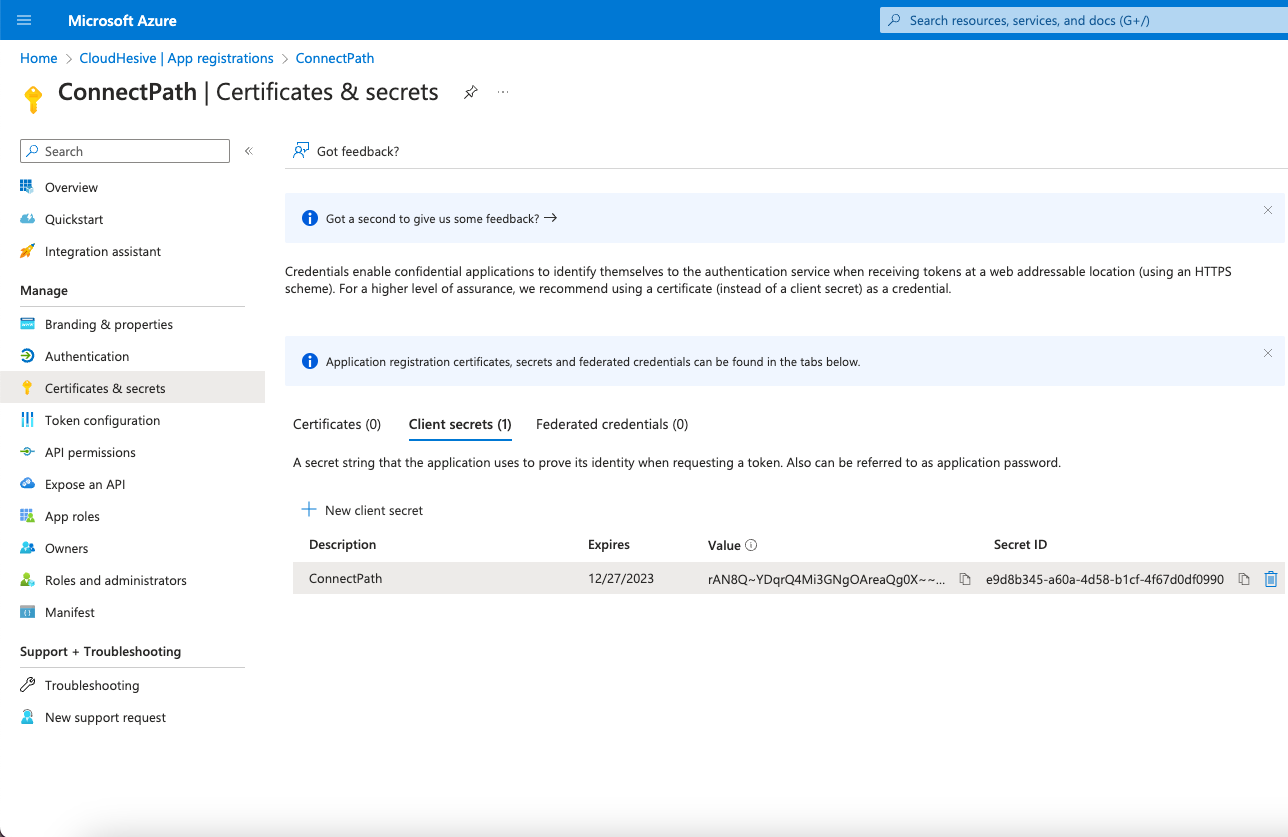 Microsoft Azure
Search resources, services, and docs (G+/)
Home > CloudHesive | App registrations > ConnectPath
ConnectPath | Certificates & secrets
Search
Overview
Quickstart
Integration assistant
Manage
Branding & properties
Authentication
Certificates & secrets
Token configuration
API permissions
Expose an API
App roles
Owners
Roles and administrators
Manifest
Support + Troubleshooting
Troubleshooting
New support request
Got feedback?
Got a second to give us some feedback? →
Credentials enable confidential applications to identify themselves to the authentication service when receiving tokens at a web addressable location (using an HTTPS
scheme). For a higher level of assurance, we recommend using a certificate (instead of a client secret) as a credential.
Application registration certificates, secrets and federated credentials can be found in the tabs below.
Certificates (0) Client secrets (1) Federated credentials (0)
A secret string that the application uses to prove its identity when requesting a token. Also can be referred to as application password.
New client secret
Description Expires Value Secret ID
ConnectPath 12/27/2023 rAN8Q~YDqrQ4Mi3GNgOAreaQg0X~~... e9d8b345-a60a-4d58-b1cf-4f67d0df0990